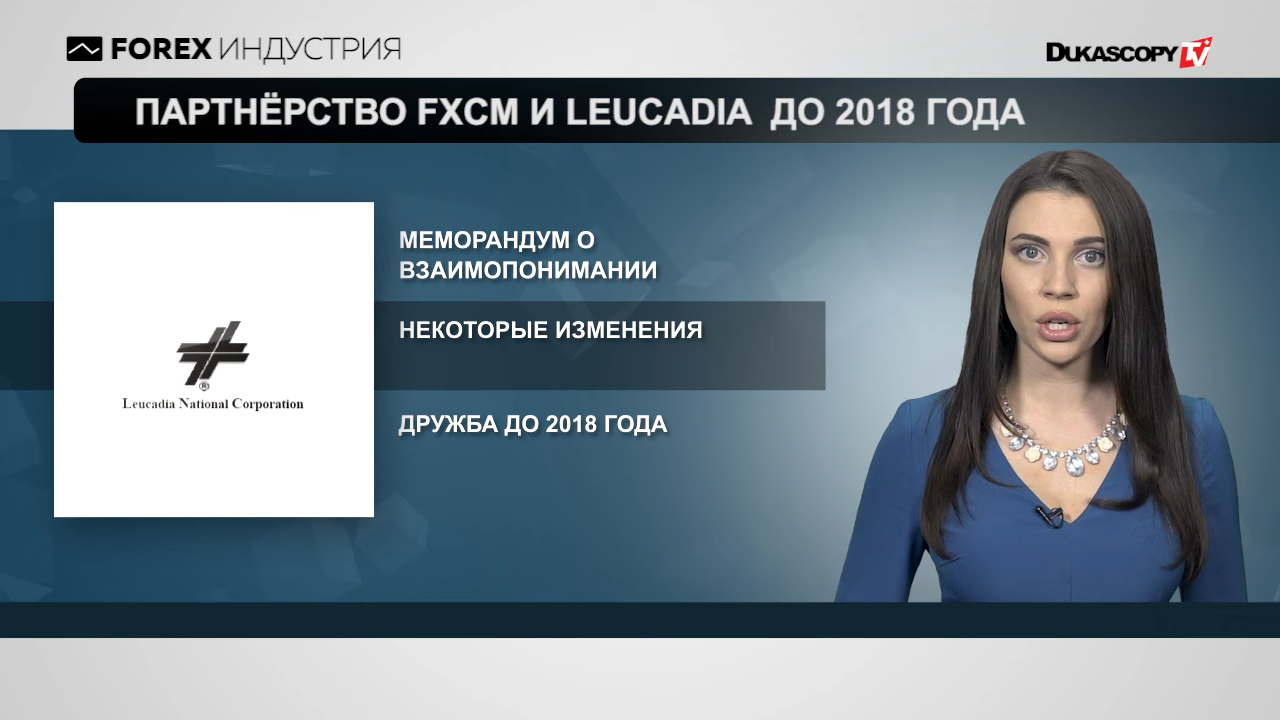 FOREX ИНДУСТРИЯ
DUKASCOPY TV
ПАРТНЁРСТВО FXCM И LEUCADIA ДО 2018 ГОДА
МЕМОРАНДУМ О
ВЗАИМОПОНИМАНИИ
НЕКОТОРЫЕ ИЗМЕНЕНИЯ
®
Leucadia National Corporation
ДРУЖБА ДО 2018 ГОДА